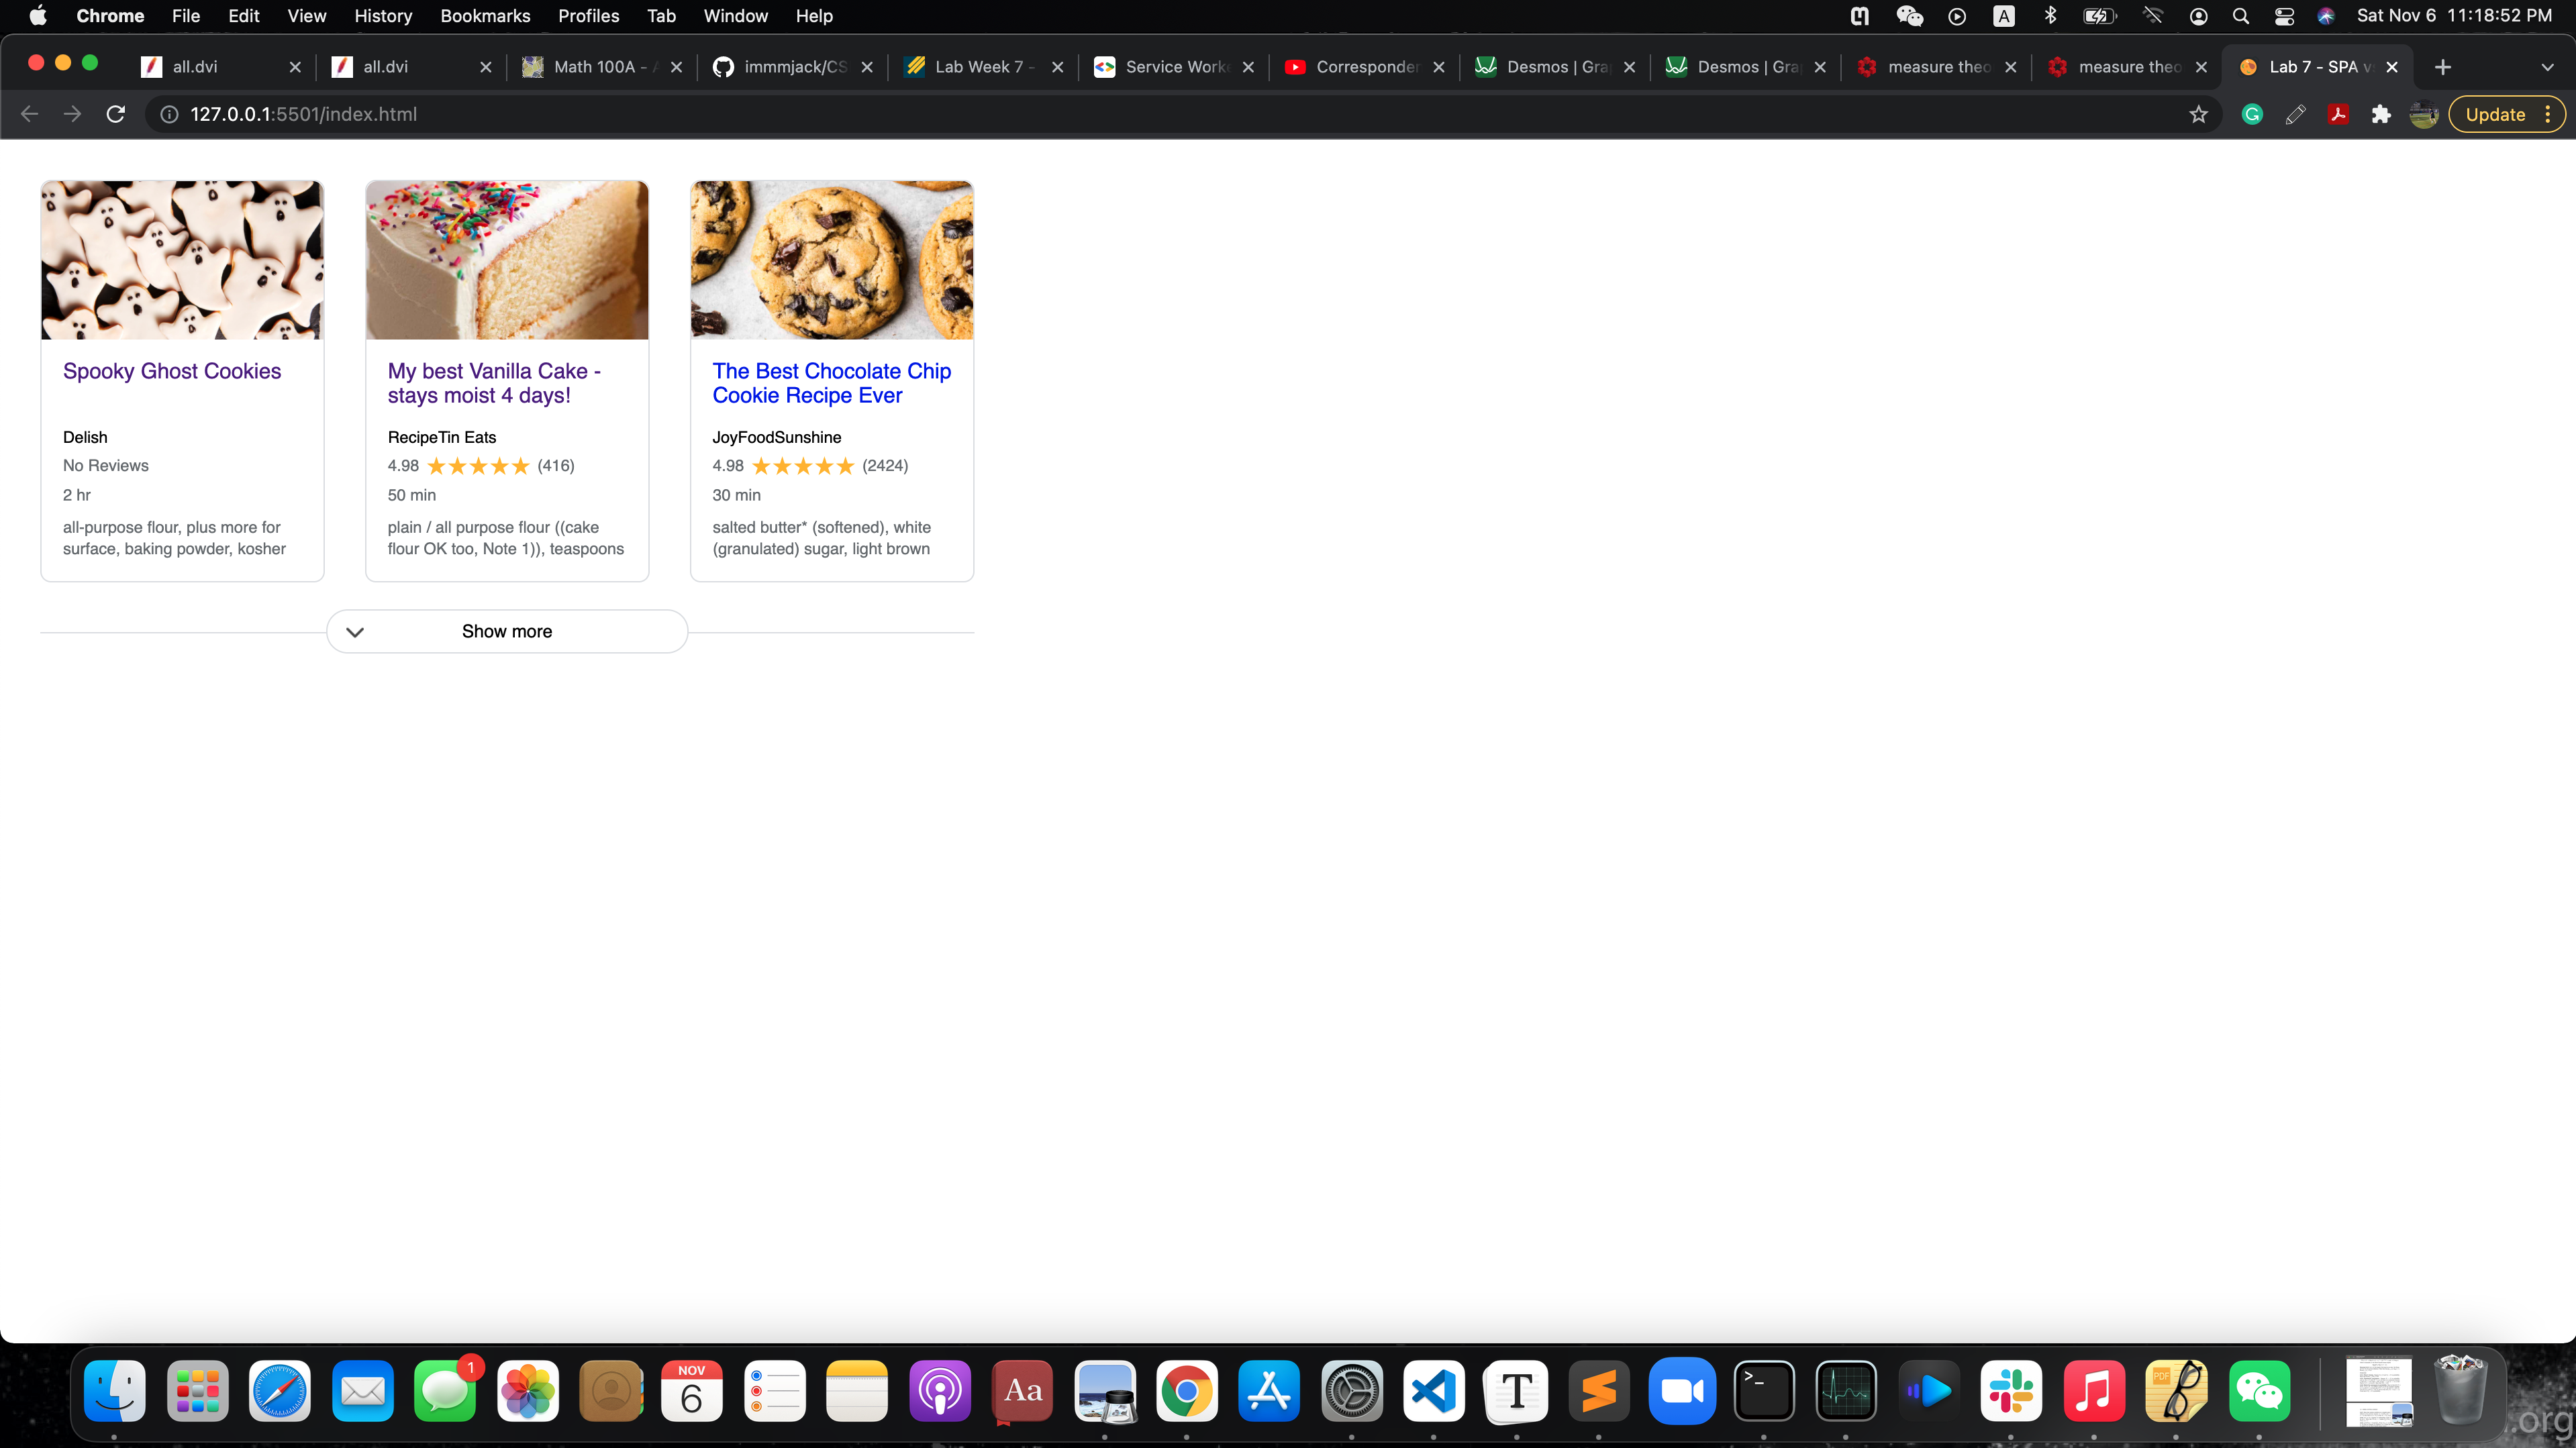 Chrome File Edit View History Bookmarks Profiles Tab Window Help A Sat Nov 6 11:18:52 PM
all.dvi all.dvi Math 100A - A immmjack/CS Lab Week 7 - Service Work Corresponden Desmos | Gra Desmos | Gra measure theo measure theo Lab 7 - SPA v
127.0.0.1:5501/index.html Update
Spooky Ghost Cookies
Delish
No Reviews
2 hr
all-purpose flour, plus more for
surface, baking powder, kosher
My best Vanilla Cake -
stays moist 4 days!
RecipeTin Eats
4.98 ★★★★★ (416)
50 min
plain / all purpose flour ((cake
flour OK too, Note 1)), teaspoons
The Best Chocolate Chip
Cookie Recipe Ever
JoyFoodSunshine
4.98 ★★★★★ (2424)
30 min
salted butter* (softened), white
(granulated) sugar, light brown
Show more
1
NOV
6
Aa
T
>_
PDF
.org